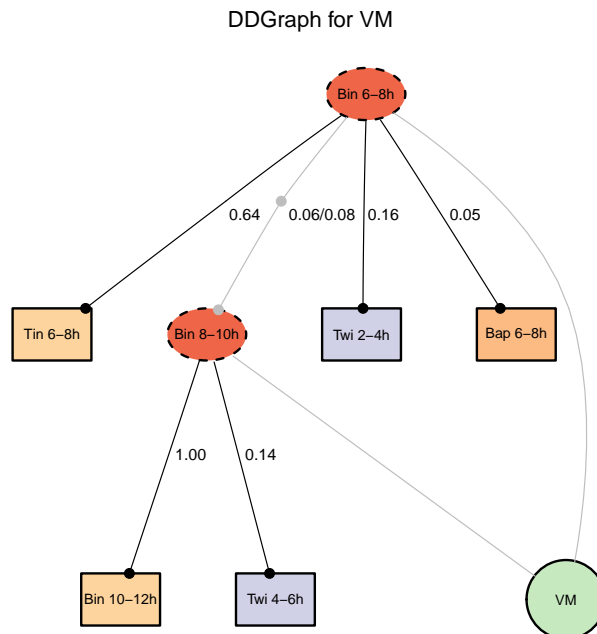 DDGraph for VM
Bin 6–8h
0.64
0.06/0.08
0.16
0.05
Tin 6–8h
Bin 8–10h
Twi 2–4h
Bap 6–8h
1.00
0.14
Bin 10–12h
Twi 4–6h
VM